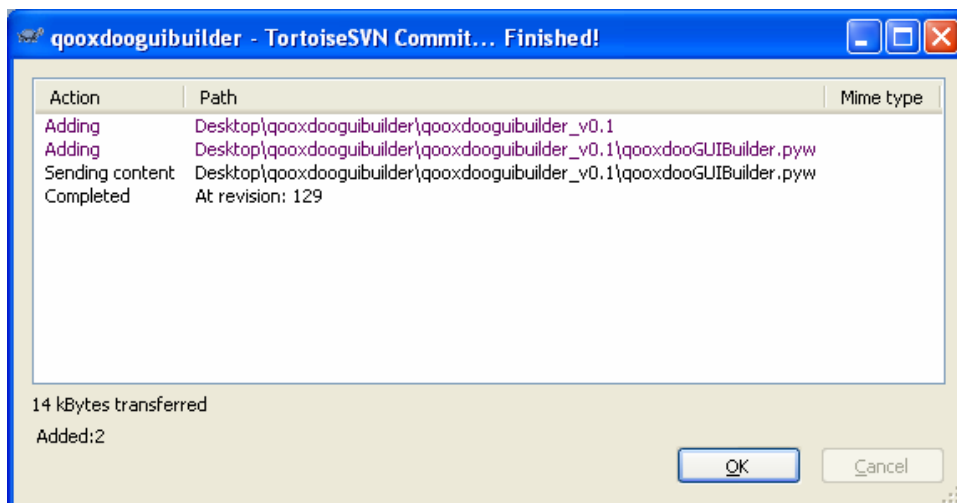 qooxdooguibuilder - TortoiseSVN Commit... Finished!
Action Path Mime type
Adding Desktop\qooxdooguibuilder\qooxdooguibuilder_v0.1
Adding Desktop\qooxdooguibuilder\qooxdooguibuilder_v0.1\qooxdooGUIBuilder.pyw
Sending content Desktop\qooxdooguibuilder\qooxdooguibuilder_v0.1\qooxdooGUIBuilder.pyw
Completed At revision: 129
14 kBytes transferred
Added:2
OK Cancel